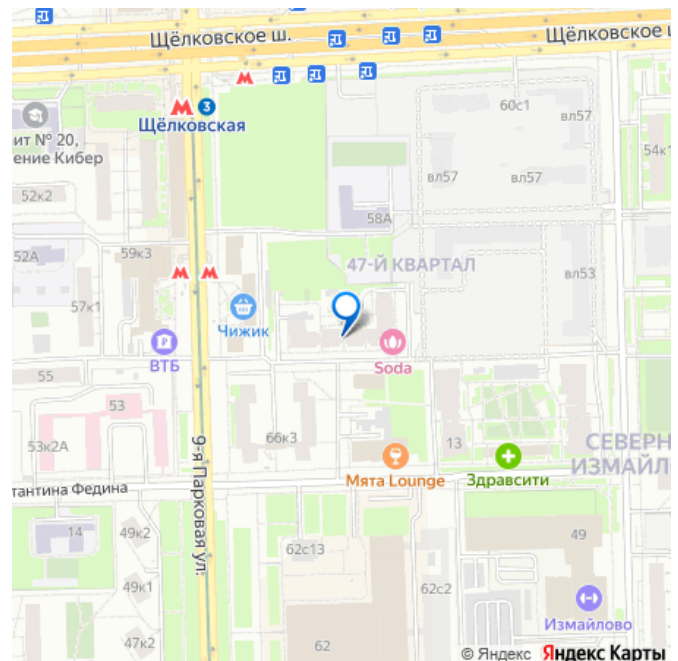 Щёлковское ш.
Щёлковское ш
3
Щёлковская
60с1
вл57
54к1
ит № 20,
ение Кибер
вл57
вл57
52к2
58А
59к3
52А
47-Й КВАРТАЛ
вл53
57к1
Чижик
ВТБ
Soda
55
53
66к3
13
53к2А
СЕВЕРН
ИЗМАЙЛО
Мята Lounge
Здравсити
тантина Федина
9-я Парковая ул.
14
49к2
49
62с13
49к1
62с2
Измайлово
47к2
62
© Яндекс Яндекс Карты